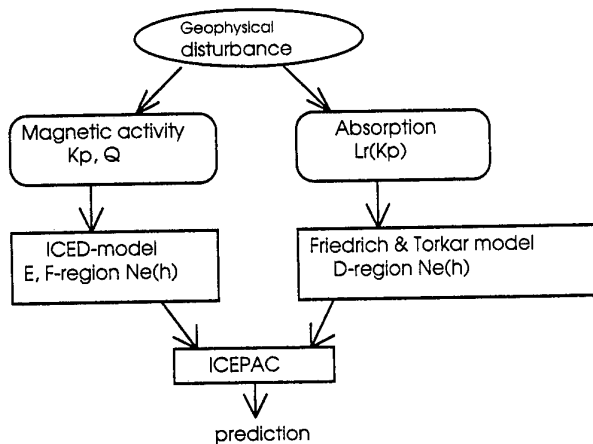 Geophysical
disturbance
Magnetic activity
Kp, Q
Absorption
Lr(Kp)
ICED-model
E, F-region Ne(h)
Friedrich & Torkar model
D-region Ne(h)
ICEPAC
prediction